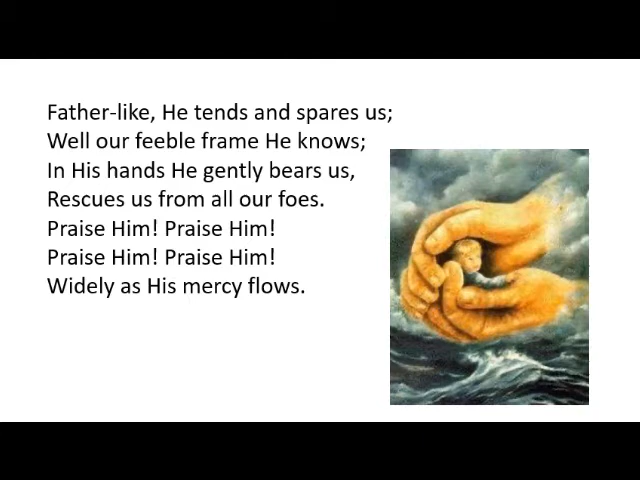 Father-like, He tends and spares us;
Well our feeble frame He knows;
In His hands He gently bears us,
Rescues us from all our foes.
Praise Him! Praise Him!
Praise Him! Praise Him!
Widely as His mercy flows.